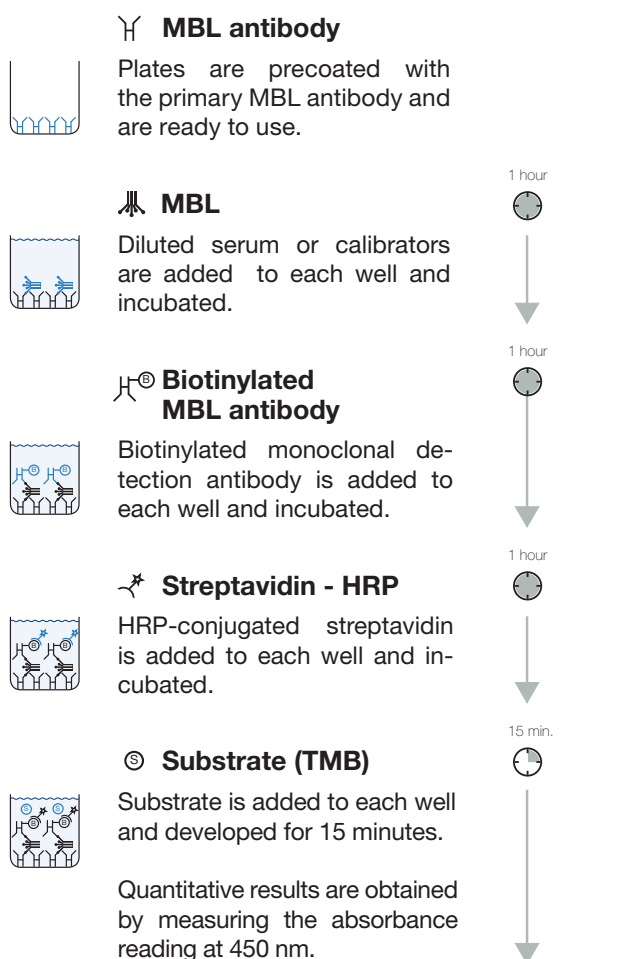 MBL antibody
Plates are precoated with
the primary MBL antibody and
are ready to use.
1 hour
MBL
Diluted serum or calibrators
are added to each well and
incubated.
1 hour
B Biotinylated
MBL antibody
Biotinylated monoclonal de-
tection antibody is added to
each well and incubated.
B B
1 hour
Streptavidin - HRP
HRP-conjugated streptavidin
is added to each well and in-
cubated.
B B
15 min.
S Substrate (TMB)
Substrate is added to each well
and developed for 15 minutes.
S S
B B
Quantitative results are obtained
by measuring the absorbance
reading at 450 nm.